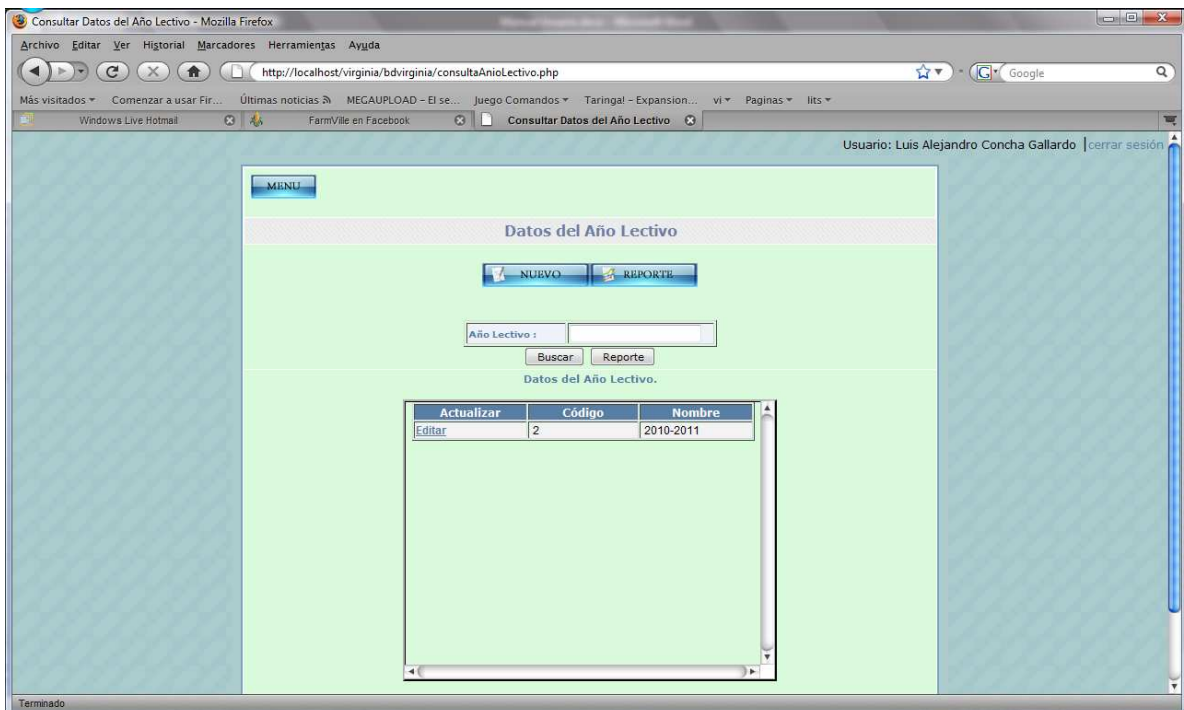 Consultar Datos del Año Lectivo - Mozilla Firefox
Archivo Editar Ver Historial Marcadores Herramientas Ayuda
http://localhost/virginia/bdvirginia/consultaAnioLectivo.php
Google
Más visitados Comenzar a usar Fir... Últimas noticias MEGAUPLOAD - El se... Juego Comandos Taringa! - Expansion... vi Paginas lits
Windows Live Hotmail FarmVille en Facebook Consultar Datos del Año Lectivo
Usuario: Luis Alejandro Concha Gallardo |cerrar sesión
MENU
Datos del Año Lectivo
NUEVO REPORTE
Año Lectivo :
Buscar Reporte
Datos del Año Lectivo.
Actualizar Código Nombre
Editar 2 2010-2011
Terminado